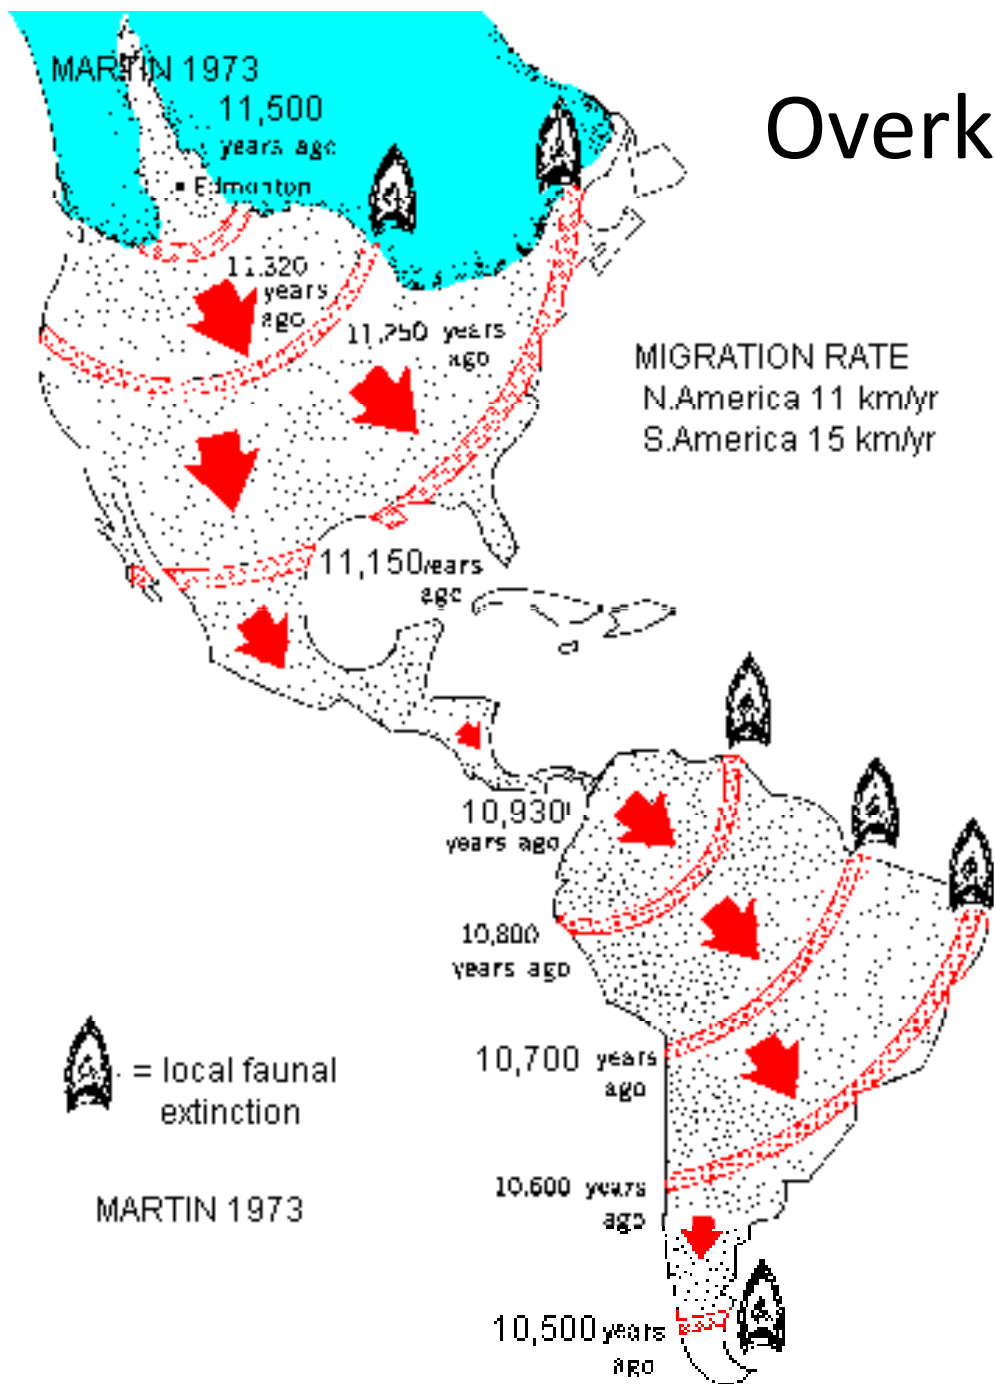 MARTIN 1973
11,500
years ago
Edmonton
Overk
11,320
years
ago
11,250 years
ago
MIGRATION RATE
N.America 11 km/yr
S.America 15 km/yr
11,150 years
ago
10,930
years ago
10,800
years ago
10,700 years
ago
= local faunal
extinction
10,600 years
ago
MARTIN 1973
10,500 years
ago